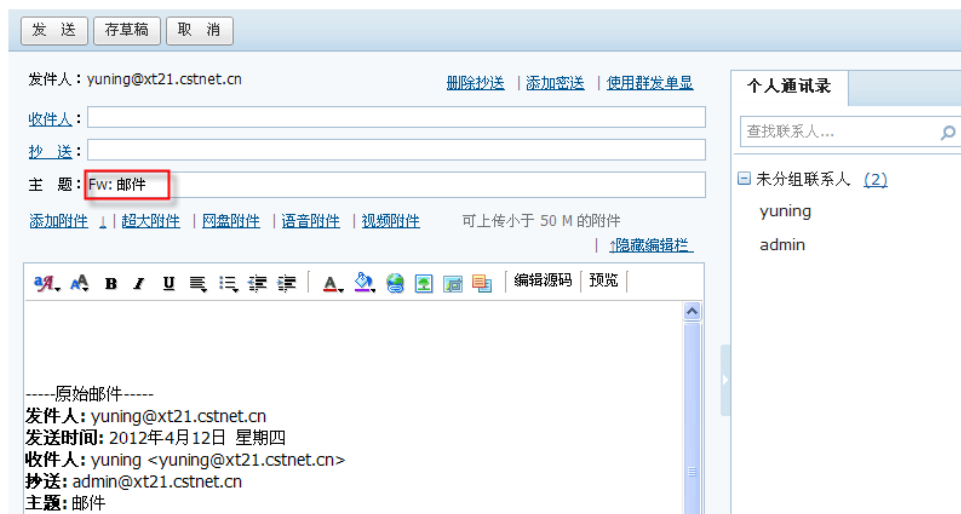 发 送 存草稿 取 消
发件人：yuning@xt21.cstnet.cn 删除抄送 | 添加密送 | 使用群发单显
收件人：
抄 送：
主 题：Fw: 邮件
添加附件 ↓ | 超大附件 | 网盘附件 | 语音附件 | 视频附件 可上传小于 50 M 的附件
| ↑隐藏编辑栏
B I U A 编辑源码 预览
-----原始邮件-----
发件人: yuning@xt21.cstnet.cn
发送时间: 2012年4月12日 星期四
收件人: yuning <yuning@xt21.cstnet.cn>
抄送: admin@xt21.cstnet.cn
主题: 邮件
个人通讯录
查找联系人...
未分组联系人 (2)
yuning
admin